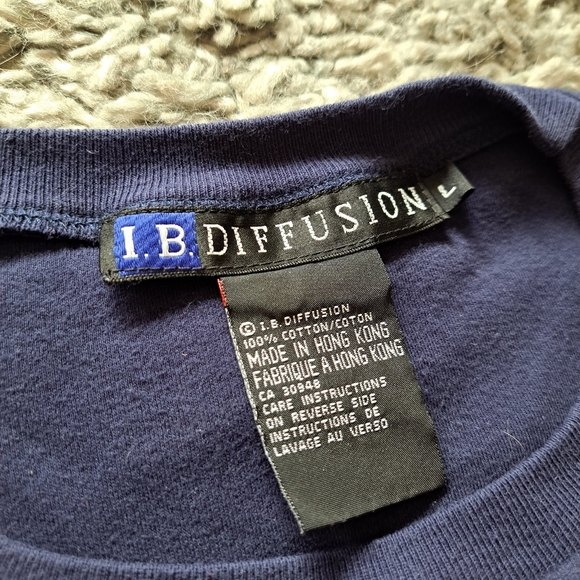 I.B. DIFFUSION
L
© I.B. DIFFUSION
100% COTTON/COTON
MADE IN HONG KONG
FABRIQUE A HONG KONG
CA 30948
CARE INSTRUCTIONS
ON REVERSE SIDE
INSTRUCTIONS DE
LAVAGE AU VERSO